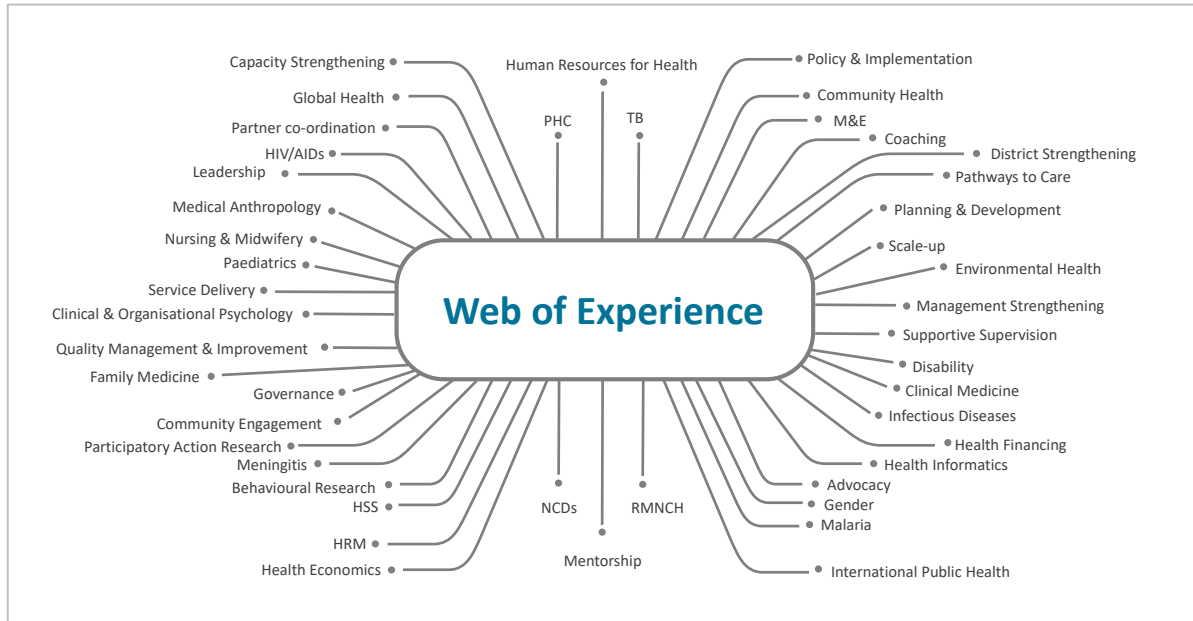 Capacity Strengthening
Global Health
Partner co-ordination
HIV/AIDs
Leadership
Medical Anthropology
Nursing & Midwifery
Paediatrics
Service Delivery
Clinical & Organisational Psychology
Quality Management & Improvement
Family Medicine
Governance
Community Engagement
Participatory Action Research
Meningitis
Behavioural Research
HSS
HRM
Health Economics
Human Resources for Health
PHC
TB
Web of Experience
NCDs
RMNCH
Mentorship
Policy & Implementation
Community Health
M&E
Coaching
District Strengthening
Pathways to Care
Planning & Development
Scale-up
Environmental Health
Management Strengthening
Supportive Supervision
Disability
Clinical Medicine
Infectious Diseases
Health Financing
Health Informatics
Advocacy
Gender
Malaria
International Public Health